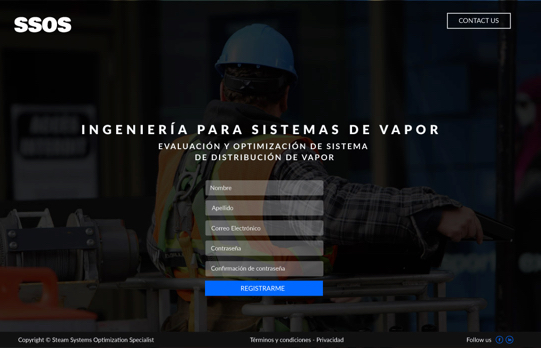 SSOS
CONTACT US
INGENIERÍA PARA SISTEMAS DE VAPOR
EVALUACIÓN Y OPTIMIZACIÓN DE SISTEMA
DE DISTRIBUCIÓN DE VAPOR
Nombre
Apellido
Correo Electrónico
Contraseña
Confirmación de contraseña
REGISTRARME
Copyright © Steam Systems Optimization Specialist
Términos y condiciones - Privacidad
Follow us